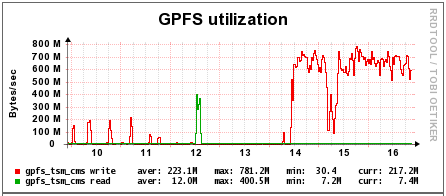 GPFS utilization
RRDTOOL / TOBI OETIKER
Bytes/sec
800 M
700 M
600 M
500 M
400 M
300 M
200 M
100 M
0
10 11 12 13 14 15 16
gpfs_tsm_cms write aver: 223.1M max: 781.2M min: 30.4 curr: 217.2M
gpfs_tsm_cms read aver: 12.0M max: 400.5M min: 7.2M curr: 7.4M